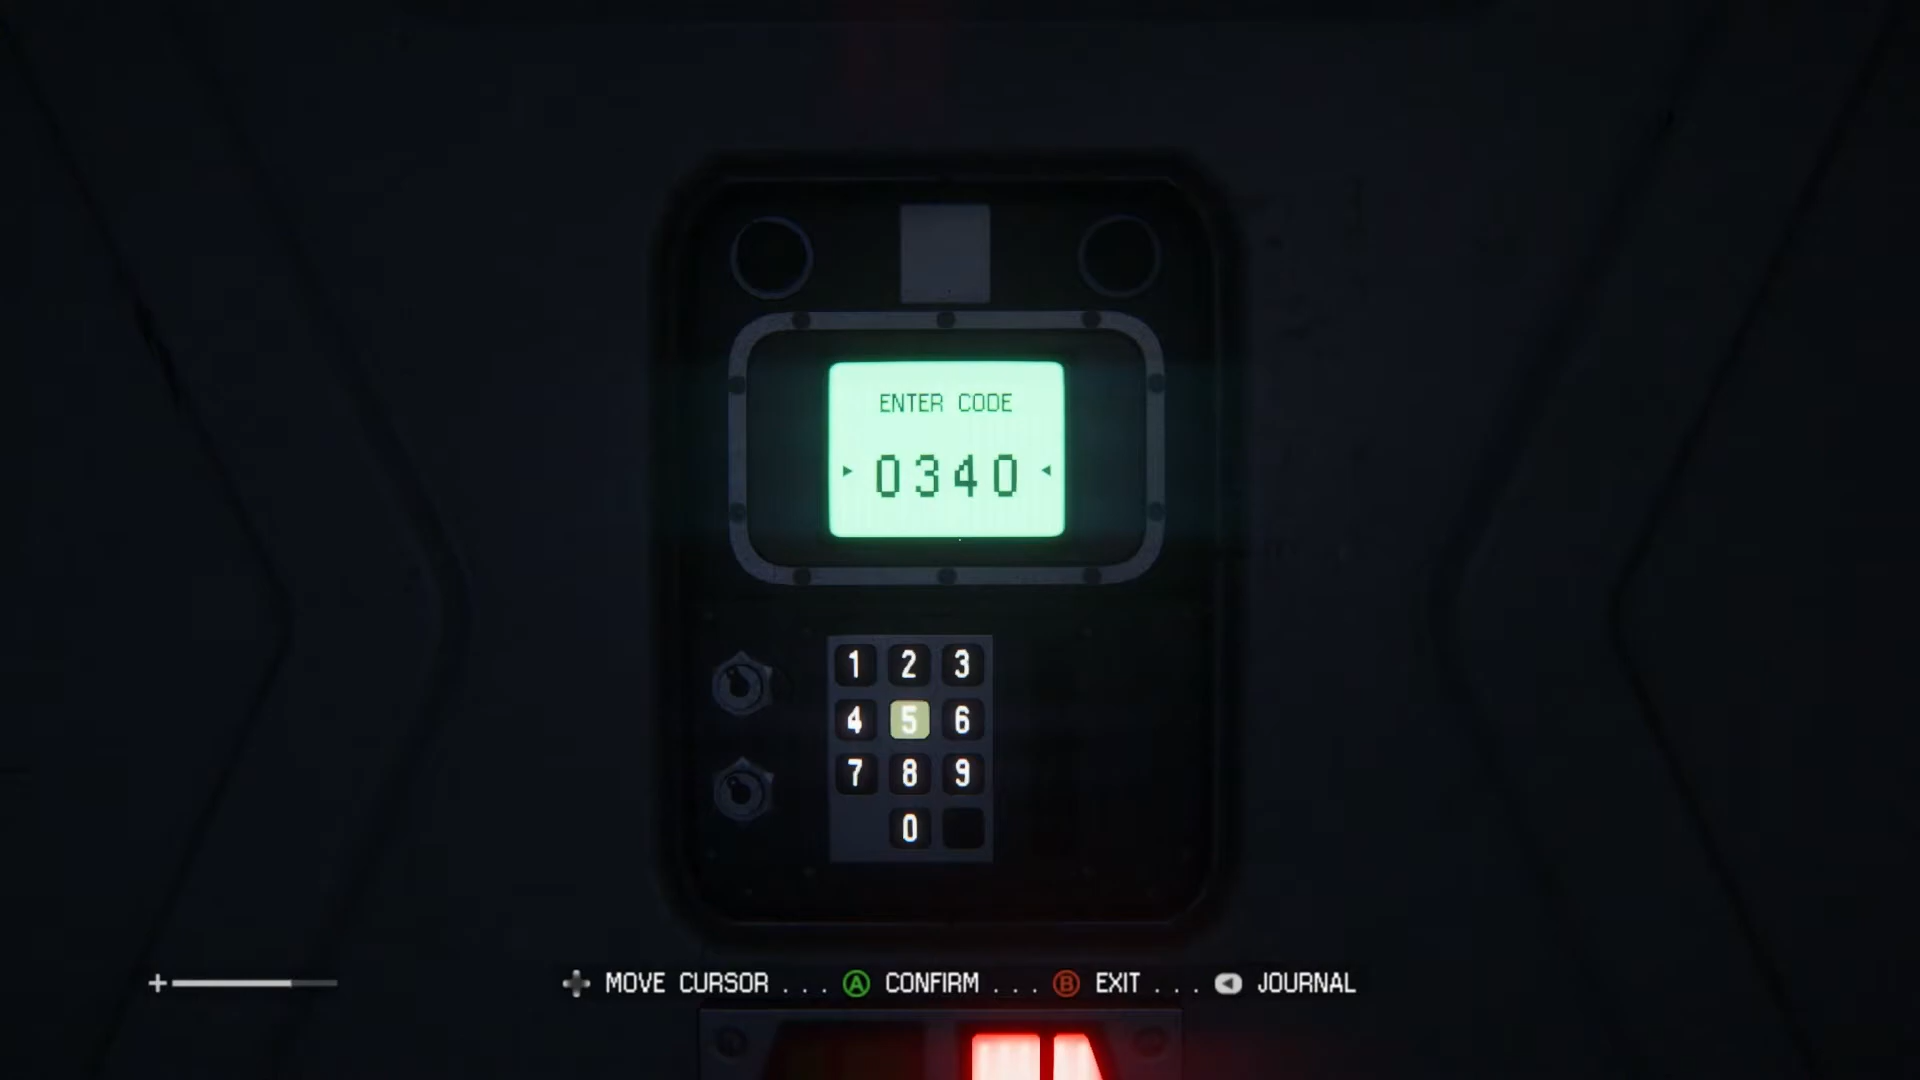 ENTER CODE
0340
1 2 3
4 5 6
7 8 9
0
MOVE CURSOR . . . A CONFIRM . . . B EXIT . . . JOURNAL